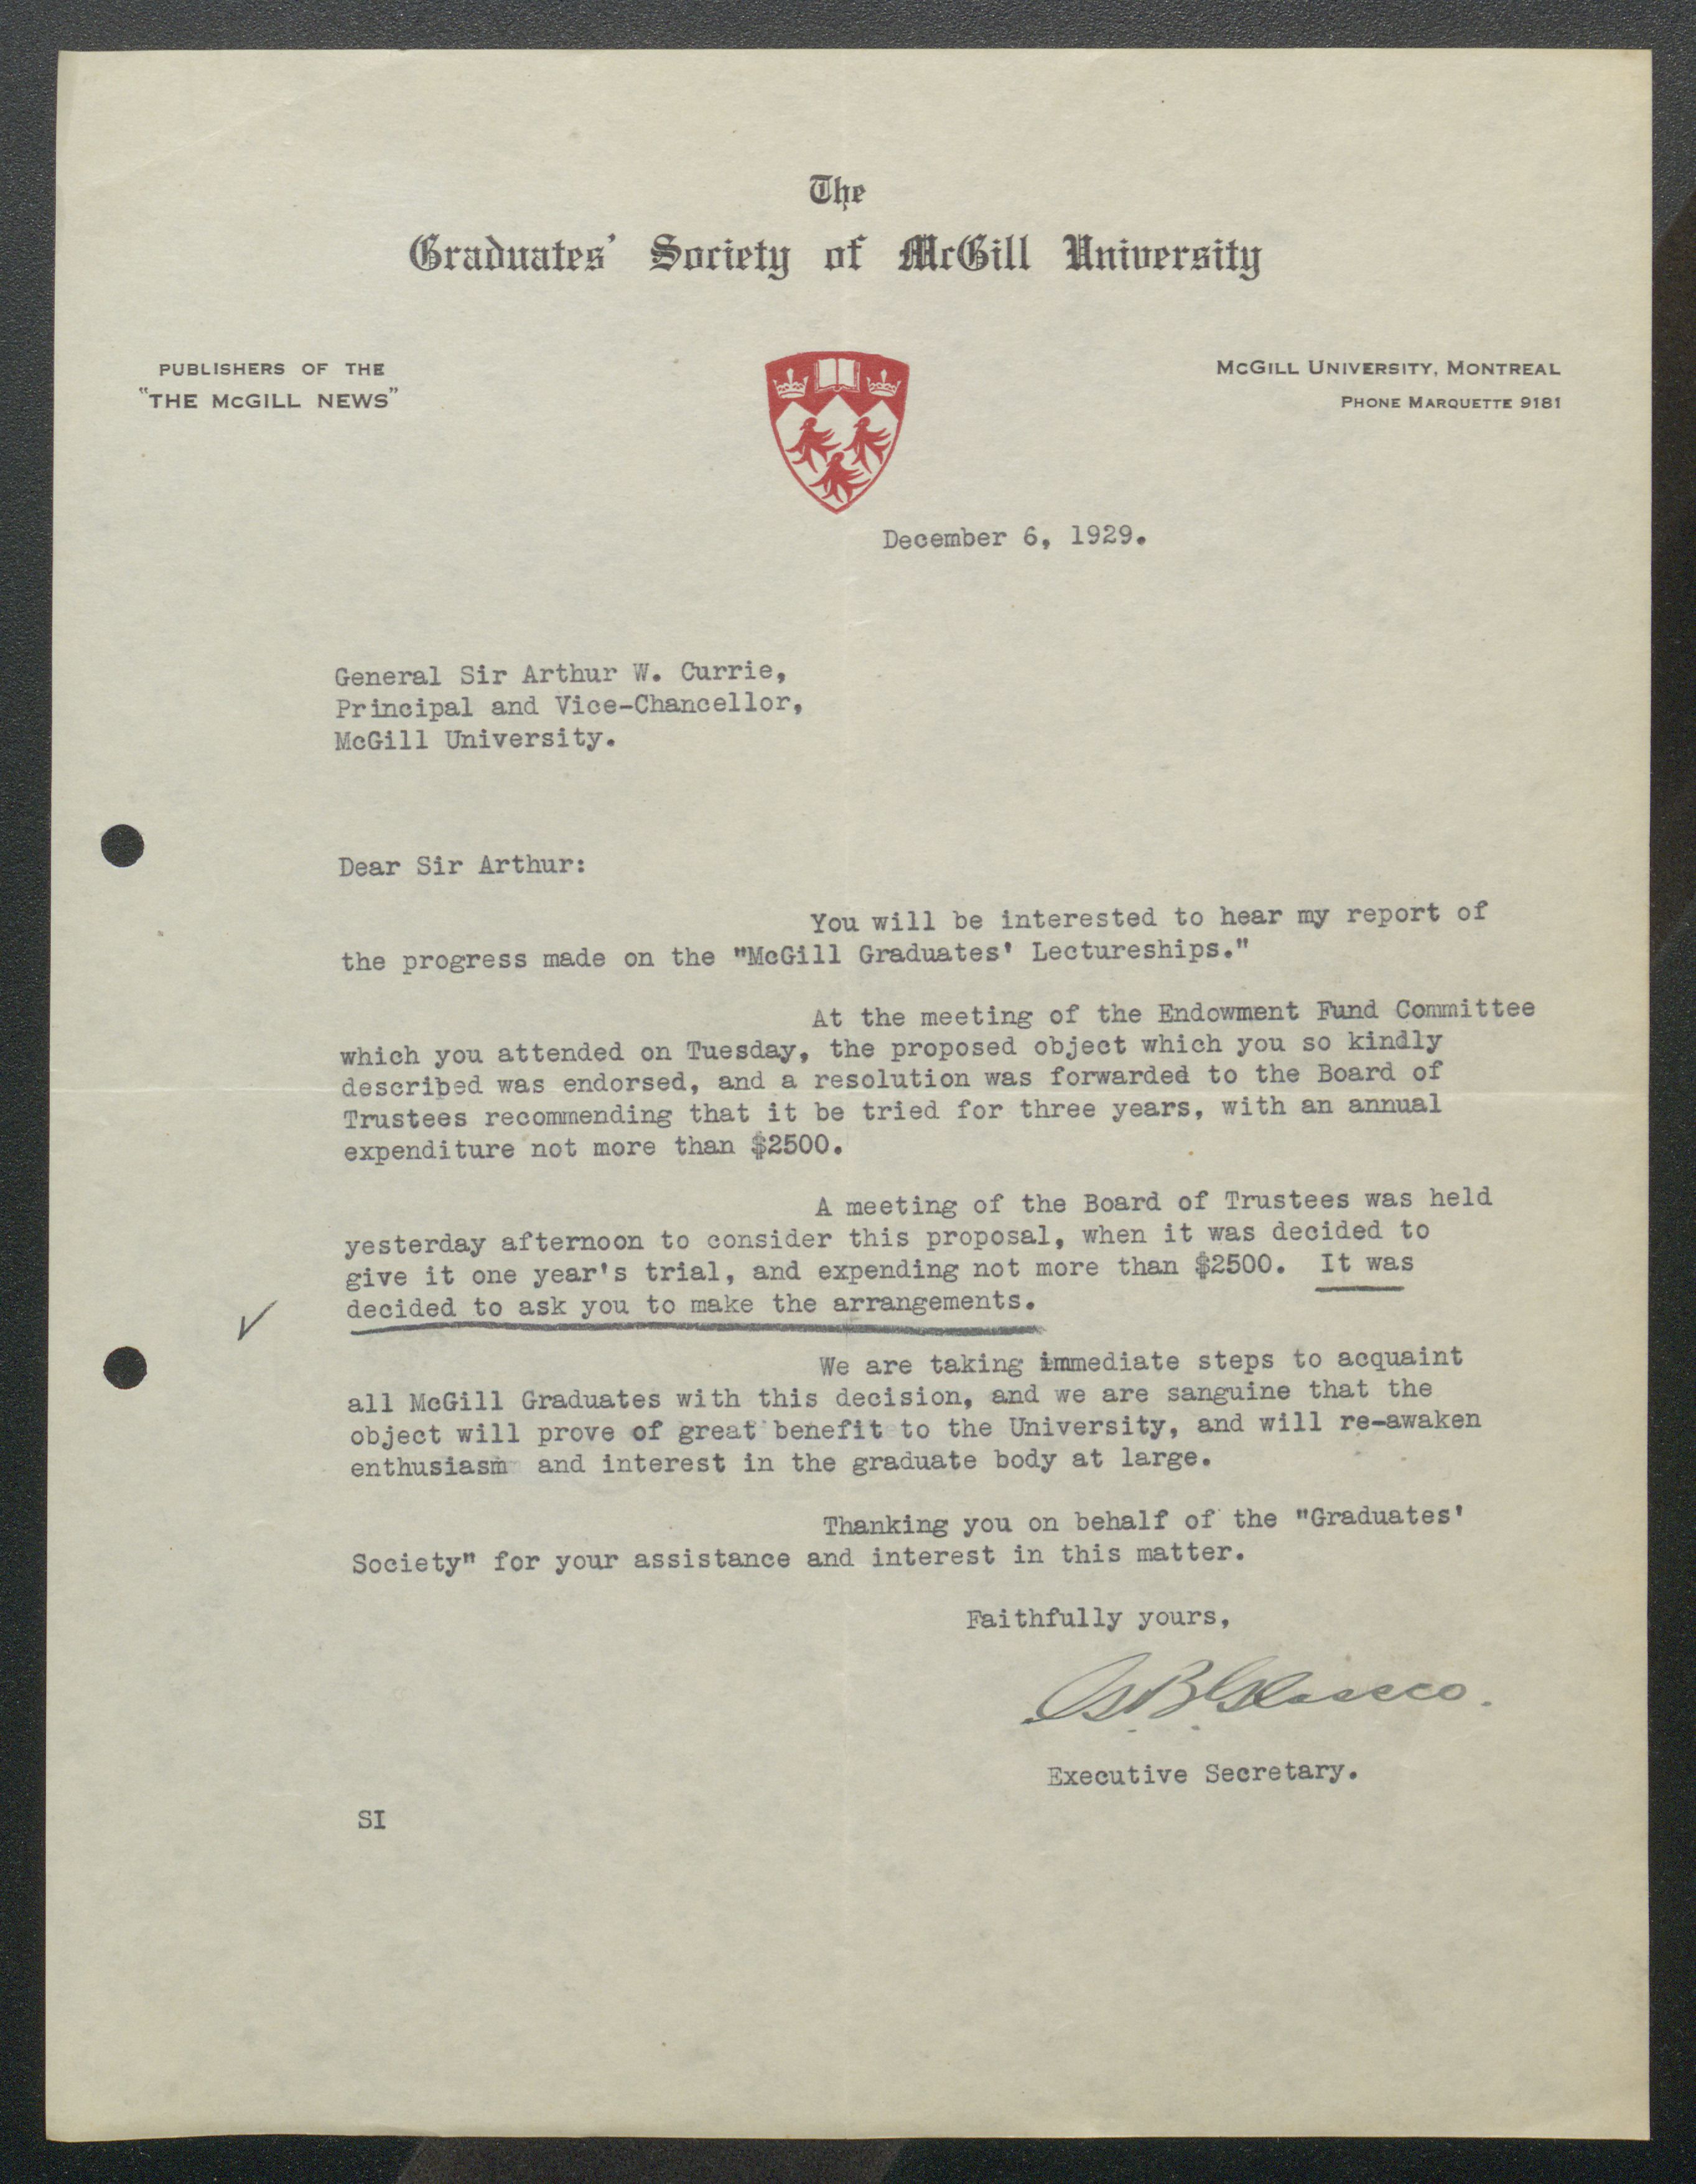 The
Graduates' Society of McGill University
PUBLISHERS OF THE
"THE McGILL NEWS"
McGILL UNIVERSITY, MONTREAL
PHONE MARQUETTE 9181
December 6, 1929.
General Sir Arthur W. Currie,
Principal and Vice-Chancellor,
McGill University.
Dear Sir Arthur:
You will be interested to hear my report of
the progress made on the "McGill Graduates' Lectureships."
At the meeting of the Endowment Fund Committee
which you attended on Tuesday, the proposed object which you so kindly
described was endorsed, and a resolution was forwarded to the Board of
Trustees recommending that it be tried for three years, with an annual
expenditure not more than $2500.
A meeting of the Board of Trustees was held
yesterday afternoon to consider this proposal, when it was decided to
give it one year's trial, and expending not more than $2500. It was
decided to ask you to make the arrangements.
We are taking immediate steps to acquaint
all McGill Graduates with this decision, and we are sanguine that the
object will prove of great benefit to the University, and will re-awaken
enthusiasm and interest in the graduate body at large.
Thanking you on behalf of the "Graduates'
Society" for your assistance and interest in this matter.
Faithfully yours,
Glassco.
Executive Secretary.
SI